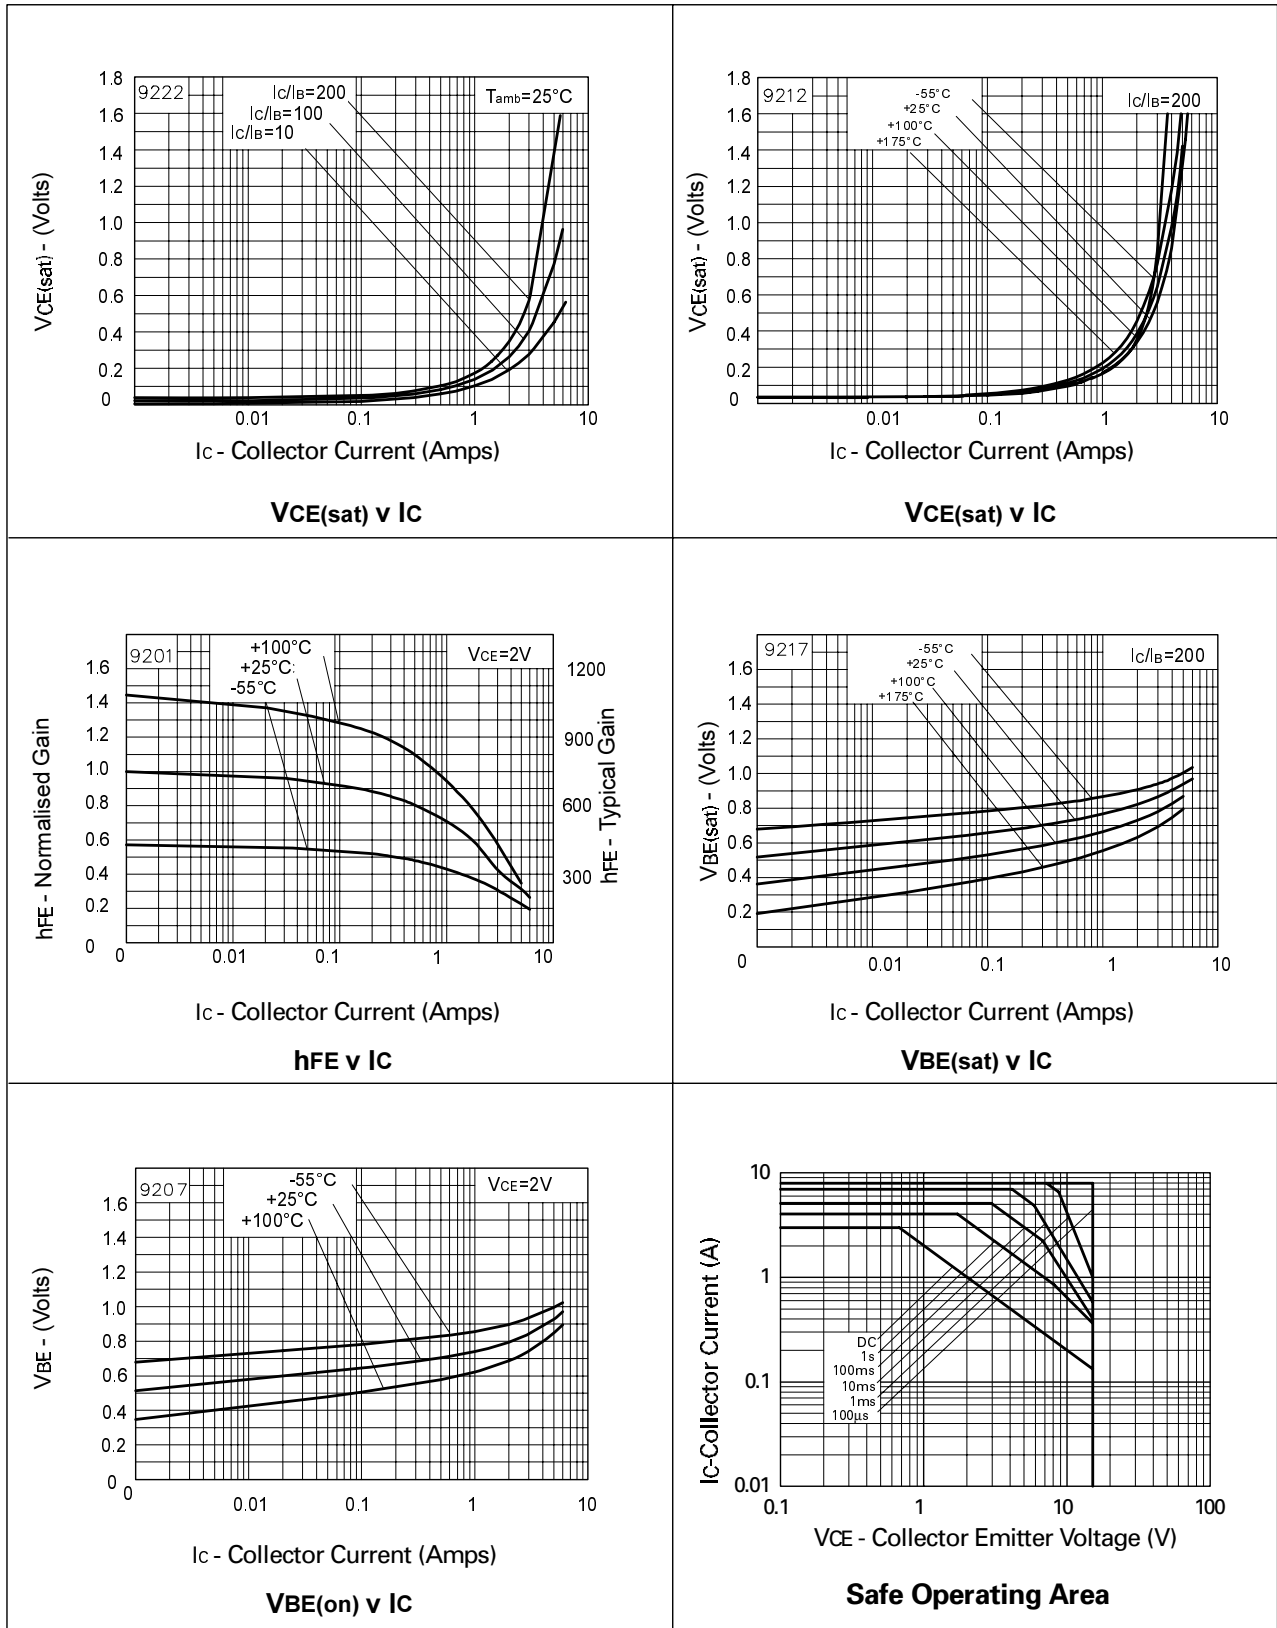 1.8
1.6
1.4
1.2
1.0
0.8
0.6
0.4
0.2
0
VCE(sat) - (Volts)
9222
IC/IB=200
IC/IB=100
IC/IB=10
Tamb=25°C
0.01
0.1
1
10
IC - Collector Current (Amps)
VCE(sat) v IC
1.8
1.6
1.4
1.2
1.0
0.8
0.6
0.4
0.2
0
VCE(sat) - (Volts)
9212
-55°C
+25°C
+100°C
+175°C
IC/IB=200
0.01
0.1
1
10
IC - Collector Current (Amps)
VCE(sat) v IC
1.6
1.4
1.2
1.0
0.8
0.6
0.4
0.2
0
hFE - Normalised Gain
9201
+100°C
+25°C
-55°C
VCE=2V
1200
900
600
300
hFE - Typical Gain
0
0.01
0.1
1
10
IC - Collector Current (Amps)
hFE v IC
1.6
1.4
1.2
1.0
0.8
0.6
0.4
0.2
VBE(sat) - (Volts)
9217
-55°C
+25°C
+100°C
+175°C
IC/IB=200
0
0.01
0.1
1
10
IC - Collector Current (Amps)
VBE(sat) v IC
1.6
1.4
1.2
1.0
0.8
0.6
0.4
0.2
0
VBE - (Volts)
9207
-55°C
+25°C
+100°C
VCE=2V
0
0.01
0.1
1
10
IC - Collector Current (Amps)
VBE(on) v IC
10
1
0.1
0.01
IC-Collector Current (A)
DC
1s
100ms
10ms
1ms
100µs
0.1
1
10
100
VCE - Collector Emitter Voltage (V)
Safe Operating Area